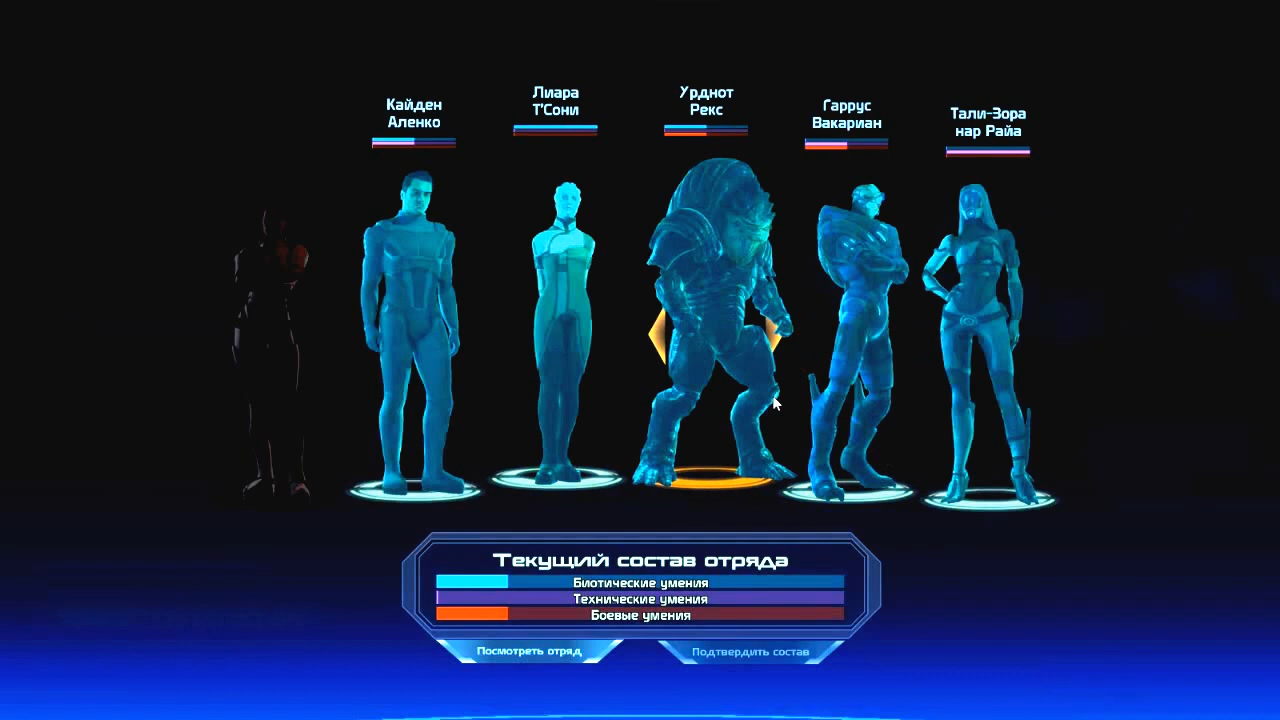 Кайден
Аленко
Лиара
Т'Сони
Урднот
Рекс
Гаррус
Вакариан
Тали-Зора
нар Райа
Текущий состав отряда
Биотические умения
Технические умения
Боевые умения
Посмотреть отряд
Подтвердить состав